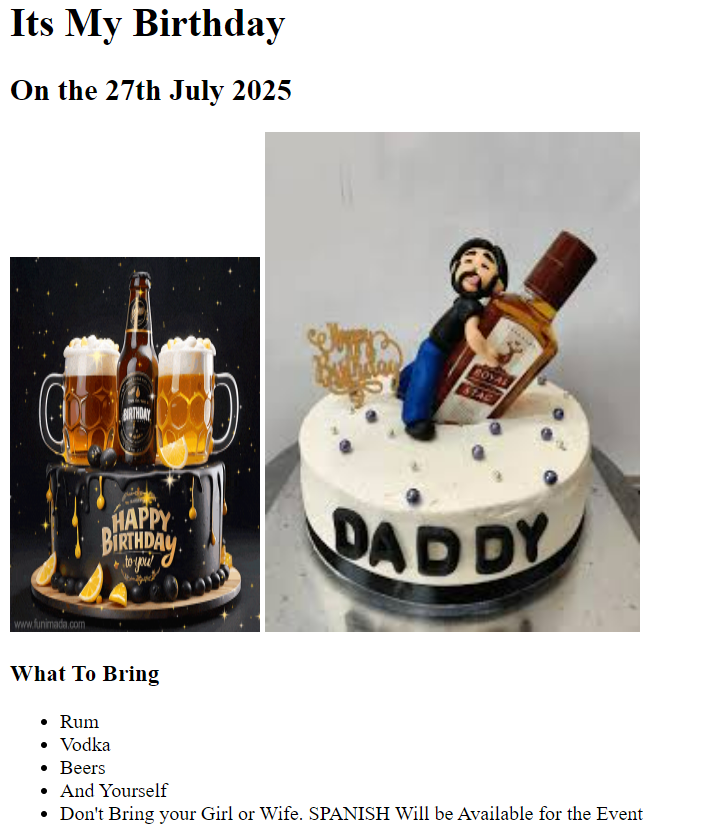 Its My Birthday
On the 27th July 2025
BIRTHDAY
HAPPY
BIRTHDAY
to you!
www.funimada.com
Happy
Birthday
ROYAL
STAG
DADDY
What To Bring
Rum
Vodka
Beers
And Yourself
Don't Bring your Girl or Wife. SPANISH Will be Available for the Event